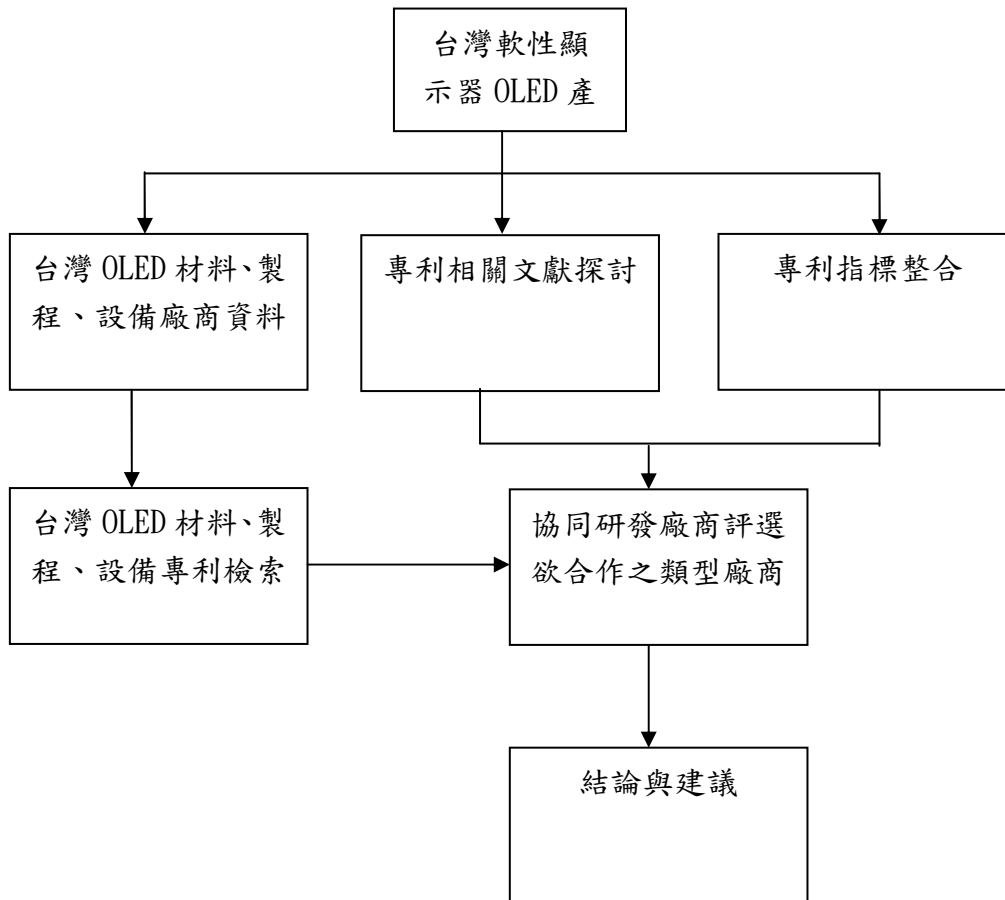 台灣軟性顯
示器 OLED 產
台灣 OLED 材料、製
程、設備廠商資料
專利相關文獻探討
專利指標整合
台灣 OLED 材料、製
程、設備專利檢索
協同研發廠商評選
欲合作之類型廠商
結論與建議